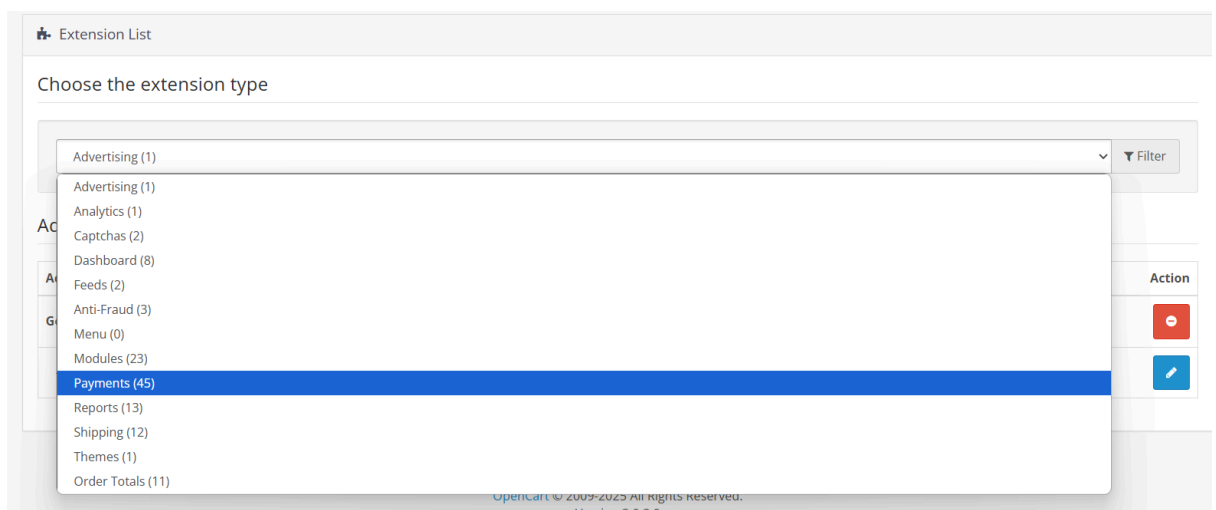 Extension List
Choose the extension type
Advertising (1)
Filter
Advertising (1)
Analytics (1)
Captchas (2)
Dashboard (8)
Feeds (2)
Anti-Fraud (3)
Menu (0)
Modules (23)
Payments (45)
Reports (13)
Shipping (12)
Themes (1)
Order Totals (11)
Action
OpenCart © 2009-2025 All Rights Reserved.